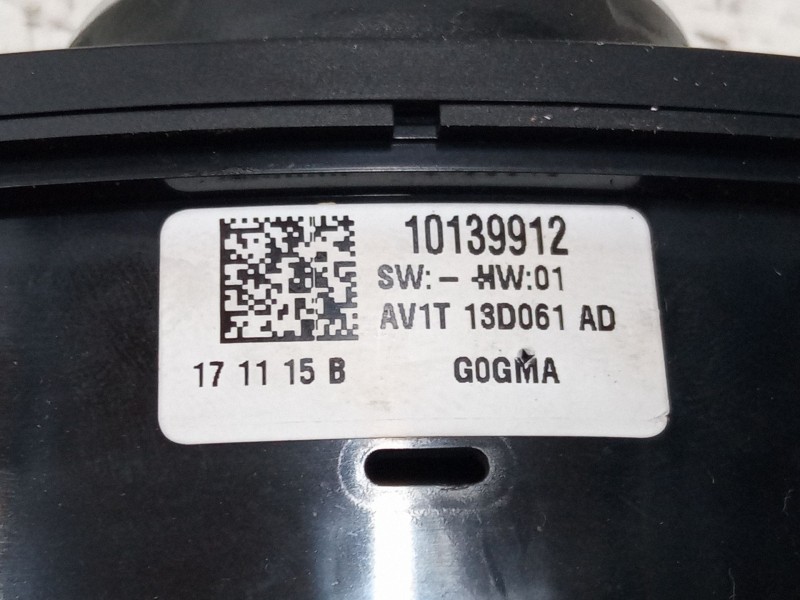 10139912
SW: - HW:01
AV1T 13D061 AD
17 11 15 B
G0GMA